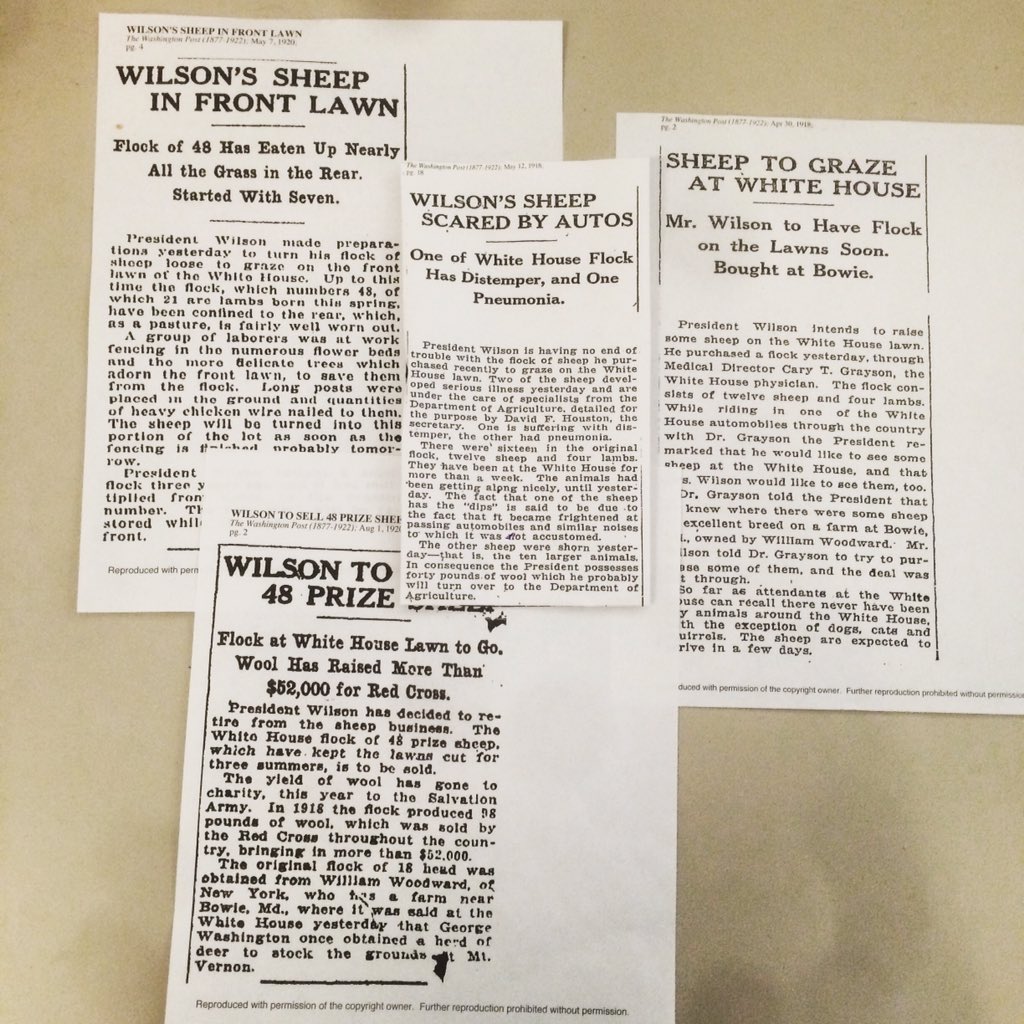 WILSON'S SHEEP IN FRONT LAWN
The Washington Post (1877-1922); May 7, 1920;
pg. 4
WILSON'S SHEEP
IN FRONT LAWN
Flock of 48 Has Eaten Up Nearly
All the Grass in the Rear.
Started With Seven.
President Wilson made prepara-
tions yesterday to turn his flock of
sheep loose to graze on the front
lawn of the White House. Up to this
time the flock, which numbers 48, of
which 21 are lambs born this spring,
have been confined to the rear, which,
as a pasture, is fairly well worn out.
A group of laborers was at work
fencing in the numerous flower beds
and the more delicate trees which
adorn the front lawn, to save them
from the flock. Long posts were
placed in the ground and quantities
of heavy chicken wire nailed to them.
The sheep will be turned into this
portion of the lot as soon as the
fencing is finished probably tomor-
row.
President
flock three y
tiplied from
number. Th
stored whil
front.
Reproduced with perm
The Washington Post (1877-1922); May 12, 1918;
pg. 18
WILSON'S SHEEP
SCARED BY AUTOS
One of White House Flock
Has Distemper, and One
Pneumonia.
President Wilson is having no end of
trouble with the flock of sheep he pur-
chased recently to graze on the White
House lawn. Two of the sheep devel-
oped serious illness yesterday and are
under the care of specialists from the
Department of Agriculture, detailed for
the purpose by David F. Houston, the
secretary. One is suffering with dis-
temper, the other had pneumonia.
There were sixteen in the original
flock, twelve sheep and four lambs.
They have been at the White House for
more than a week. The animals had
been getting along nicely, until yester-
day. The fact that one of the sheep
has the "dips" is said to be due to
the fact that it became frightened at
passing automobiles and similar noises
to which it was not accustomed.
The other sheep were shorn yester-
day—that is, the ten larger animals.
In consequence the President possesses
forty pounds of wool which he probably
will turn over to the Department of
Agriculture.
The Washington Post (1877-1922); Apr 30, 1918;
pg. 2
SHEEP TO GRAZE
AT WHITE HOUSE
Mr. Wilson to Have Flock
on the Lawns Soon.
Bought at Bowie.
President Wilson intends to raise
some sheep on the White House lawn.
He purchased a flock yesterday, through
Medical Director Cary T. Grayson, the
White House physician. The flock con-
sists of twelve sheep and four lambs.
While riding in one of the White
House automobiles through the country
with Dr. Grayson the President re-
marked that he would like to see some
sheep at the White House, and that
s. Wilson would like to see them, too.
Dr. Grayson told the President that
knew where there were some sheep
excellent breed on a farm at Bowie,
., owned by William Woodward. Mr.
ilson told Dr. Grayson to try to pur-
ase some of them, and the deal was
t through.
So far as attendants at the White
ouse can recall there never have been
y animals around the White House,
th the exception of dogs, cats and
uirrels. The sheep are expected to
rive in a few days.
duced with permission of the copyright owner. Further reproduction prohibited without permission
WILSON TO SELL 48 PRIZE SHEE
The Washington Post (1877-1922); Aug 1, 1920
pg. 2
WILSON TO
48 PRIZE
Flock at White House Lawn to Go.
Wool Has Raised More Than
$52,000 for Red Cross.
President Wilson has decided to re-
tire from the sheep business. The
White House flock of 48 prize sheep,
which have kept the lawns cut for
three summers, is to be sold.
The yield of wool has gone to
charity, this year to the Salvation
Army. In 1918 the flock produced 98
pounds of wool, which was sold by
the Red Cross throughout the coun-
try, bringing in more than $52,000.
The original flock of 18 head was
obtained from William Woodward, of
New York, who has a farm near
Bowie, Md., where it was said at the
White House yesterday that George
Washington once obtained a herd of
deer to stock the grounds at Mt.
Vernon.
Reproduced with permission of the copyright owner. Further reproduction prohibited without permission.